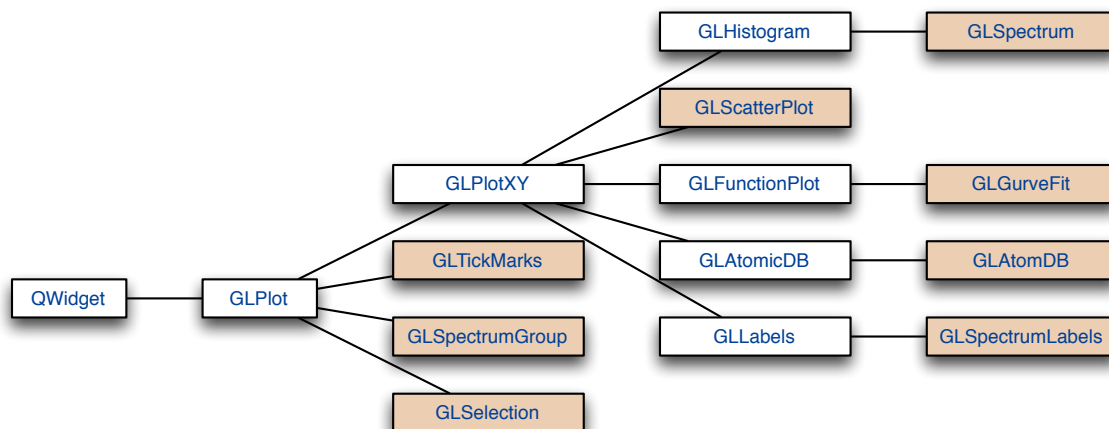 GLHistogram
GLSpectrum
GLScatterPlot
GLPlotXY
GLFunctionPlot
GLGurveFit
GLTickMarks
GLAtomicDB
GLAtomDB
QWidget
GLPlot
GLSpectrumGroup
GLLabels
GLSpectrumLabels
GLSelection